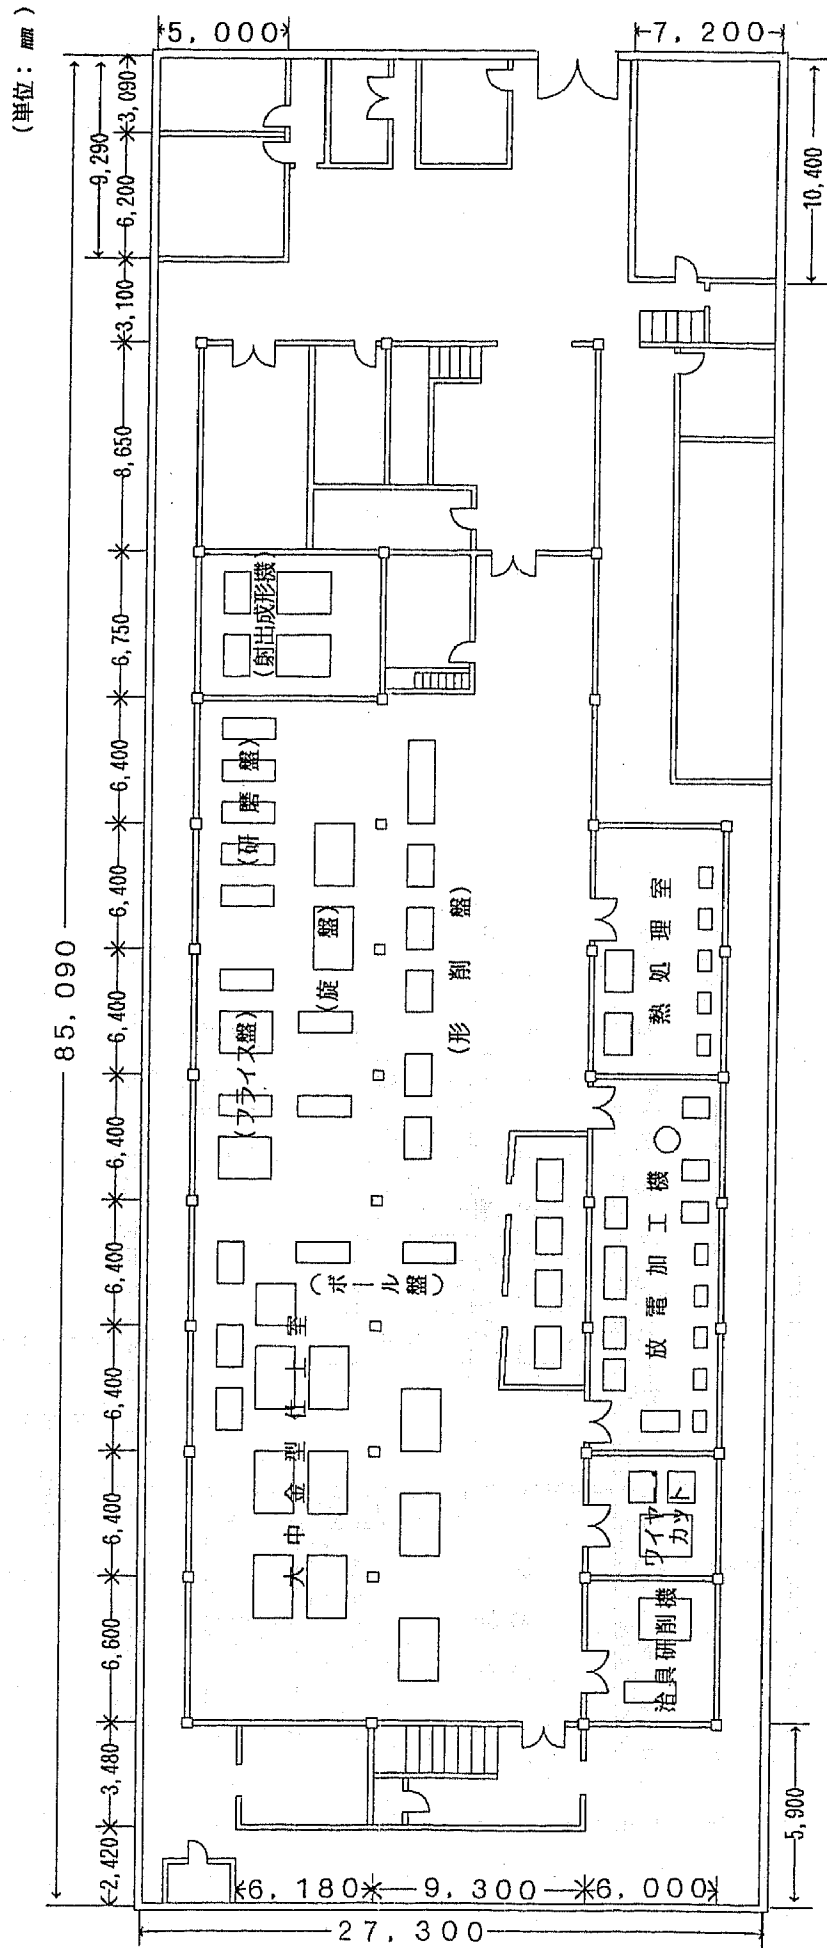 (単位：㎜)
5,000
7,200
85,090
9,290
3,090
6,200
3,100
8,650
6,750
6,400
6,400
6,400
6,400
6,400
6,400
6,400
6,600
3,480
2,420
10,400
(射出成形機)
(研磨盤)
(旋盤)
(フライス盤)
(形削盤)
(ボール盤)
大中金型仕上室
熱処理室
放電加工機
ワイヤカット
治具研削機
5,900
6,180
9,300
6,000
27,300